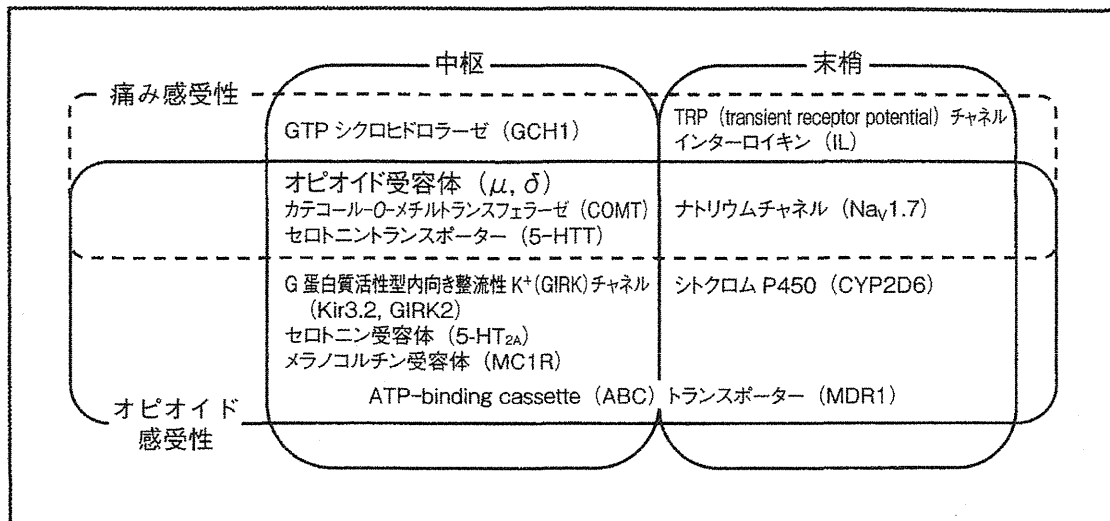 中枢
末梢
痛み感受性
GTP シクロヒドロラーゼ (GCH1)
TRP (transient receptor potential) チャネル
インターロイキン (IL)
オピオイド受容体 (μ, δ)
カテコール-O-メチルトランスフェラーゼ (COMT)
セロトニントランスポーター (5-HTT)
ナトリウムチャネル (NaV1.7)
G 蛋白質活性型内向き整流性 K+(GIRK)チャネル
(Kir3.2, GIRK2)
セロトニン受容体 (5-HT2A)
メラノコルチン受容体 (MC1R)
シトクロム P450 (CYP2D6)
ATP-binding cassette (ABC) トランスポーター (MDR1)
オピオイド
感受性